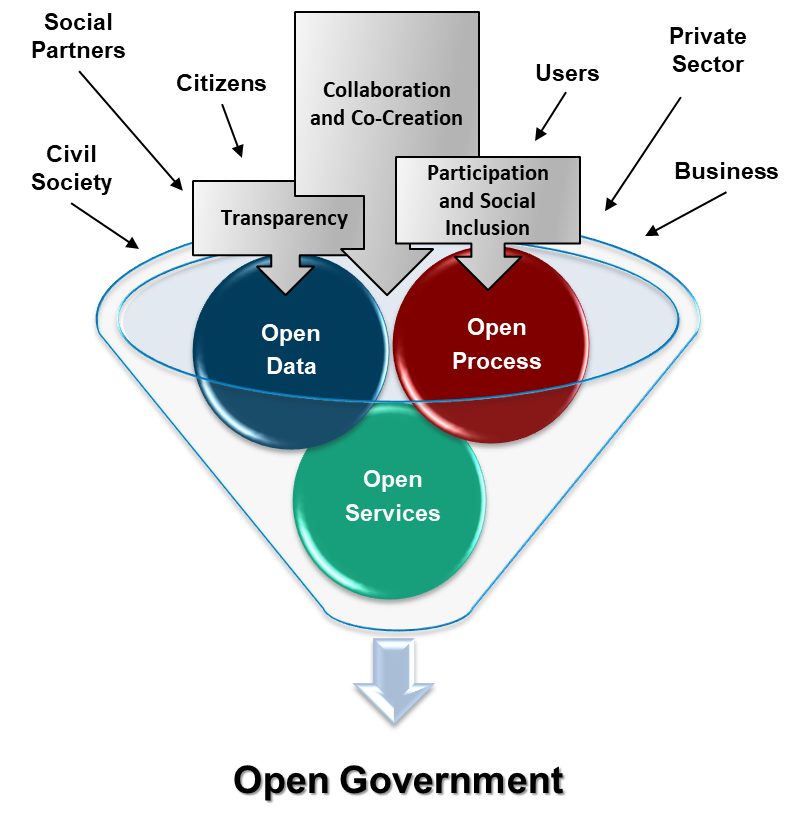 Social
Partners
Citizens
Collaboration
and Co-Creation
Users
Private
Sector
Civil
Society
Transparency
Participation
and Social
Inclusion
Business
Open
Data
Open
Process
Open
Services
Open Government